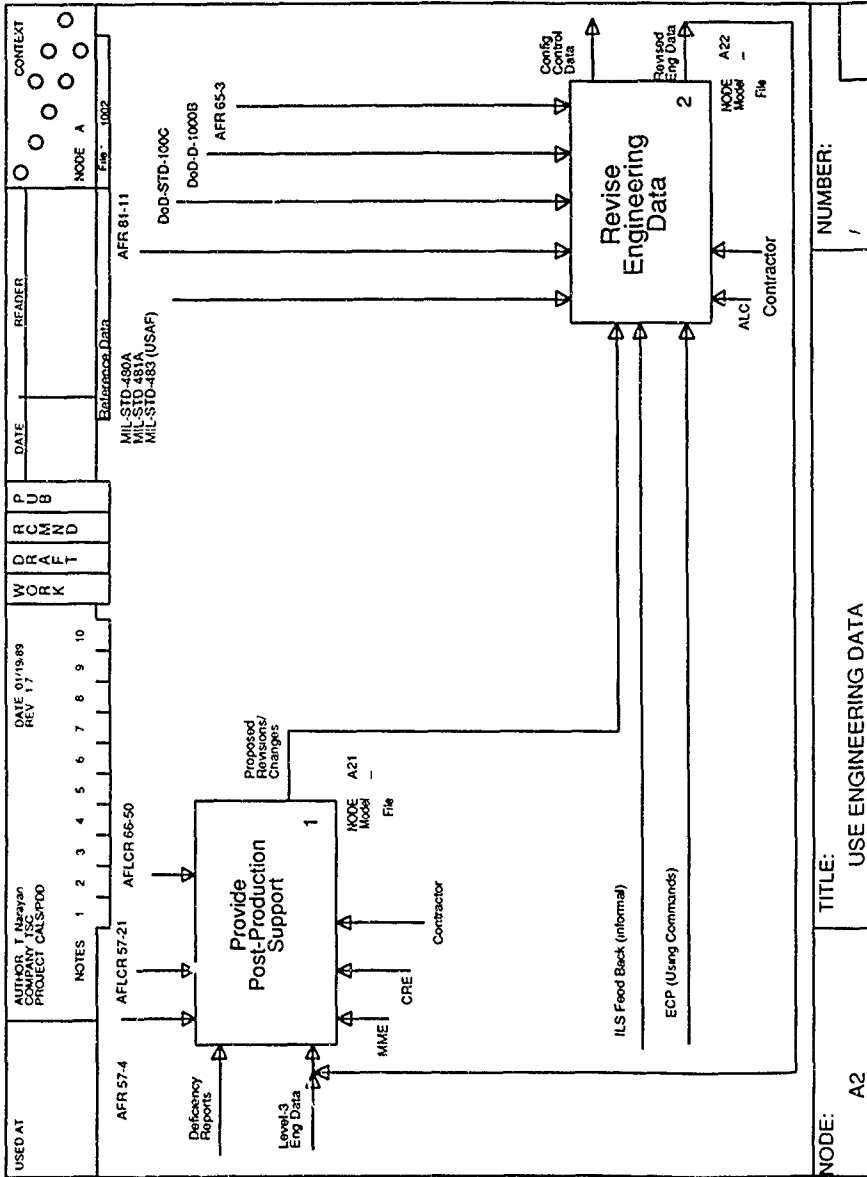 USED AT
AUTHOR T Narayan
COMPANY TSC
PROJECT CALS/PDD
DATE 01/19/89
REV 1 7
NOTES 1 2 3 4 5 6 7 8 9 10
WORK
DRAFT
RCMND
PUB
DATE
READER
CONTEXT
NODE A
File 1002
Reference Data
AFR 57-4
AFLCR 57-21
AFLCR 66-50
MIL-STD-480A
MIL-STD 481A
MIL-STD-483 (USAF)
AFR 81-11
DoD-STD-100C
DoD-D-1000B
AFR 65-3
Deficiency
Reports
Level-3
Eng Data
Provide
Post-Production
Support
1
Proposed
Revisions/
Changes
NODE A21
Model –
File
MME
CRE
Contractor
ILS Feed Back (informal)
ECP (Using Commands)
Revise
Engineering
Data
2
Config
Control
Data
Revised
Eng Data
NODE A22
Model –
File
ALC
Contractor
NODE:
A2
TITLE:
USE ENGINEERING DATA
NUMBER:
/